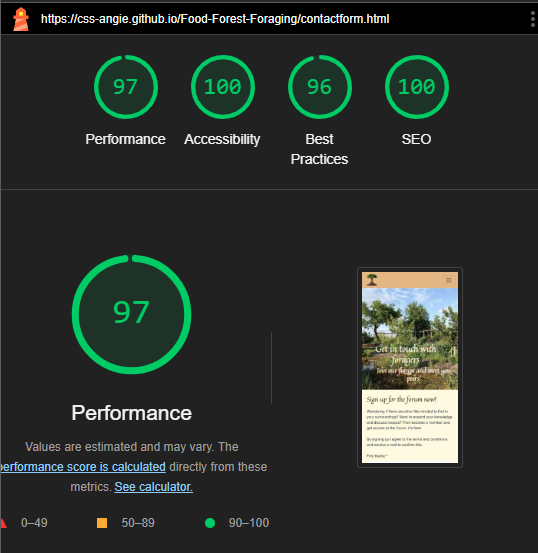 https://css-angie.github.io/Food-Forest-Foraging/contactform.html
97
100
96
100
Performance
Accessibility
Best
Practices
SEO
97
Performance
Values are estimated and may vary. The
performance score is calculated directly from these
metrics. See calculator.
0–49
50–89
90–100
Get in touch with
foragers
Join our forum and meet your
peers
Sign up for the forum now!
Wondering if there are other like minded to find in
your surroundings? Want to expand your knowledge
and discuss recipes? Then become a member and
get access to the forum. It's free!
By signing up I agree to the terms and conditions
and receive e-mail to confirm this.
First Name *